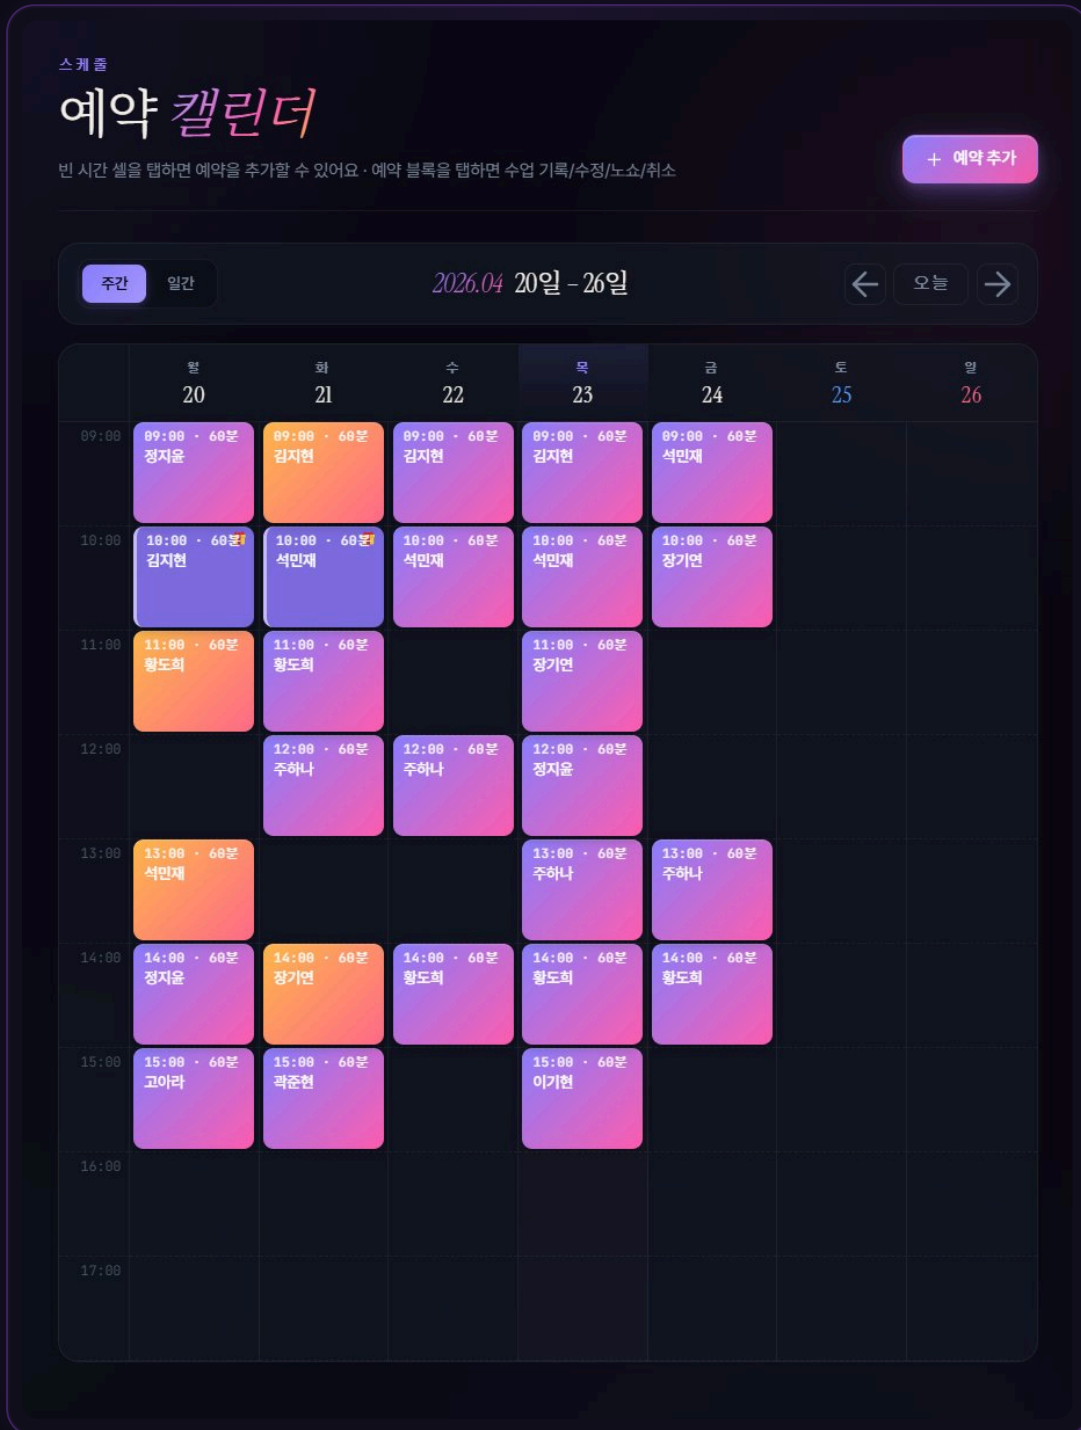 스케줄
예약 캘린더
빈 시간 셀을 탭하면 예약을 추가할 수 있어요 · 예약 블록을 탭하면 수업 기록/수정/노쇼/취소
+ 예약 추가
주간 일간 2026.04 20일 – 26일 ← 오늘 →
월 화 수 목 금 토 일
20 21 22 23 24 25 26
09:00 09:00 · 60분 09:00 · 60분 09:00 · 60분 09:00 · 60분 09:00 · 60분
정지윤 김지현 김지현 김지현 석민재
10:00 10:00 · 60분 10:00 · 60분 10:00 · 60분 10:00 · 60분 10:00 · 60분
김지현 석민재 석민재 석민재 장기연
11:00 11:00 · 60분 11:00 · 60분 11:00 · 60분
황도희 황도희 장기연
12:00 12:00 · 60분 12:00 · 60분 12:00 · 60분
주하나 주하나 정지윤
13:00 13:00 · 60분 13:00 · 60분 13:00 · 60분
석민재 주하나 주하나
14:00 14:00 · 60분 14:00 · 60분 14:00 · 60분 14:00 · 60분 14:00 · 60분
정지윤 장기연 황도희 황도희 황도희
15:00 15:00 · 60분 15:00 · 60분 15:00 · 60분
고아라 곽준현 이기현
16:00
17:00